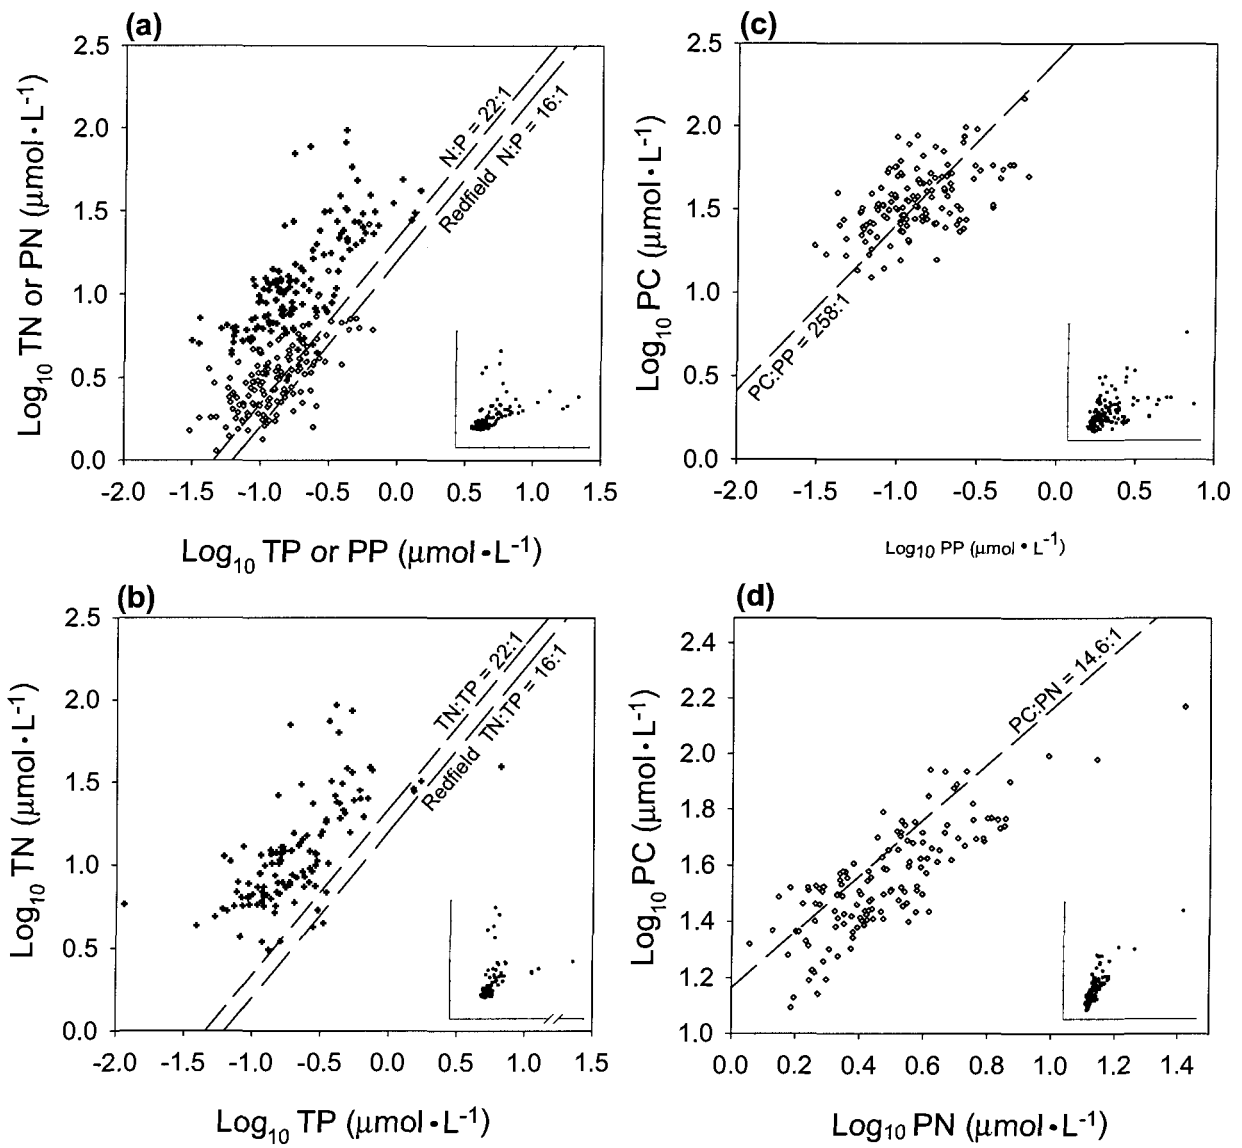 (a)
2.5
2.0
1.5
1.0
0.5
0.0
Log10 TN or PN (μmol•L-1)
N:P = 22:1
Redfield N:P = 16:1
-2.0 -1.5 -1.0 -0.5 0.0 0.5 1.0 1.5
Log10 TP or PP (μmol•L-1)
(c)
2.5
2.0
1.5
1.0
0.5
0.0
Log10 PC (μmol•L-1)
PC:PP = 258:1
-2.0 -1.5 -1.0 -0.5 0.0 0.5 1.0
Log10 PP (μmol•L-1)
(b)
2.5
2.0
1.5
1.0
0.5
0.0
Log10 TN (μmol•L-1)
TN:TP = 22:1
Redfield TN:TP = 16:1
-2.0 -1.5 -1.0 -0.5 0.0 0.5 1.0 1.5
Log10 TP (μmol•L-1)
(d)
2.4
2.2
2.0
1.8
1.6
1.4
1.2
1.0
Log10 PC (μmol•L-1)
PC:PN = 14.6:1
0.0 0.2 0.4 0.6 0.8 1.0 1.2 1.4
Log10 PN (μmol•L-1)